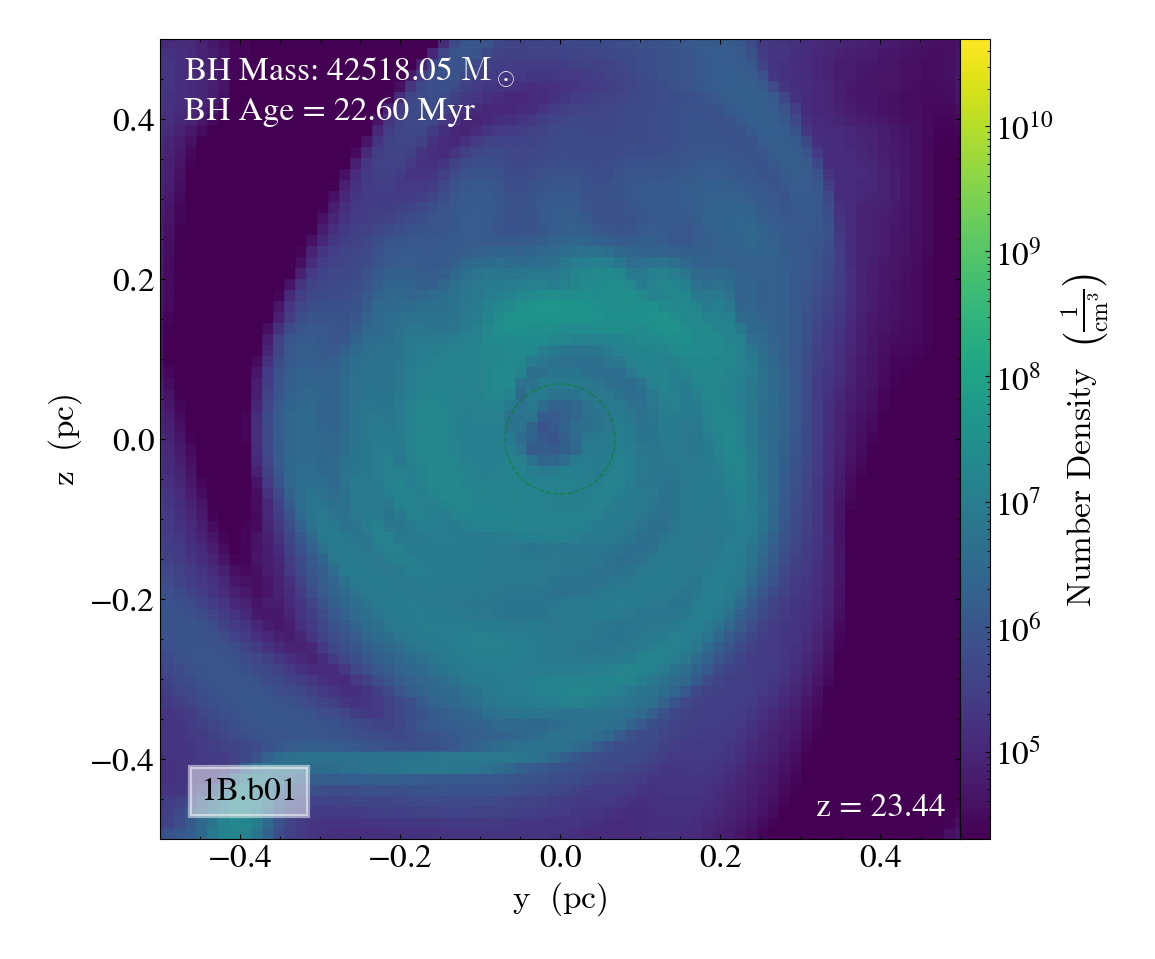 BH Mass: 42518.05 M☉
BH Age = 22.60 Myr
0.4
0.2
0.0
−0.2
−0.4
z (pc)
1B.b01
z = 23.44
−0.4 −0.2 0.0 0.2 0.4
y (pc)
10¹⁰
10⁹
10⁸
10⁷
10⁶
10⁵
Number Density (1/cm³)